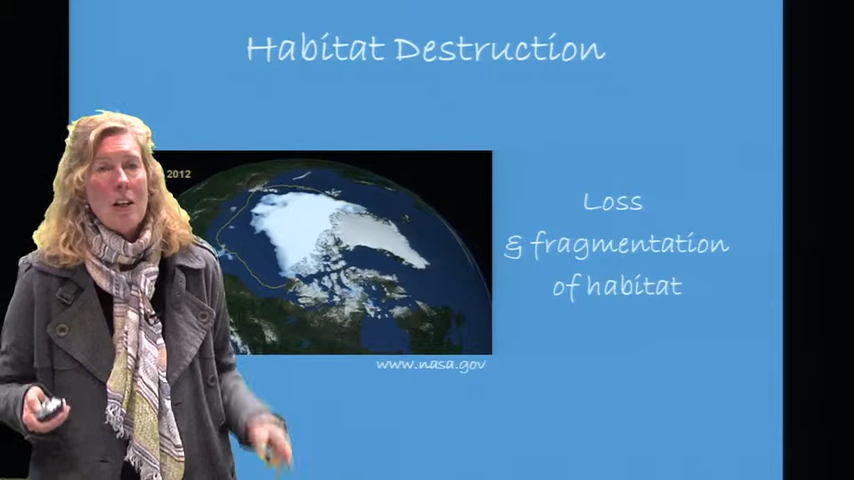 Habitat Destruction
2012
Loss
& fragmentation
of habitat
www.nasa.gov